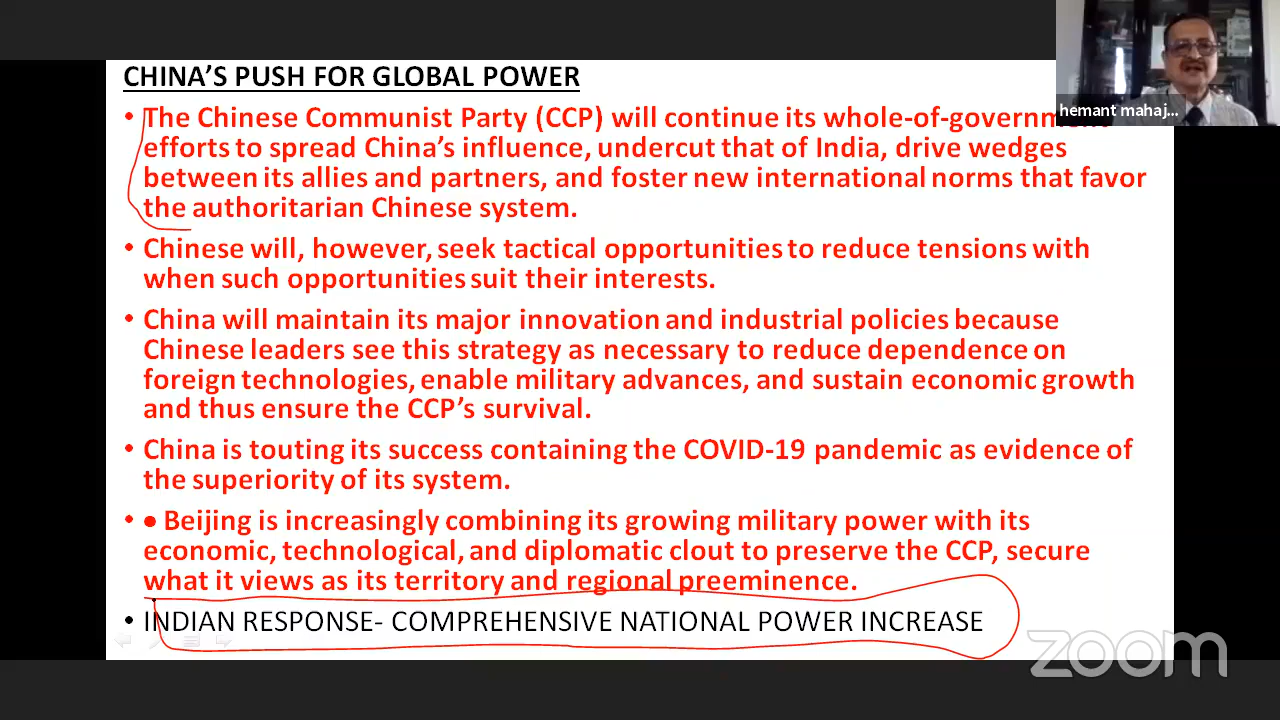 CHINA'S PUSH FOR GLOBAL POWER
• The Chinese Communist Party (CCP) will continue its whole-of-government
efforts to spread China's influence, undercut that of India, drive wedges
between its allies and partners, and foster new international norms that favor
the authoritarian Chinese system.
• Chinese will, however, seek tactical opportunities to reduce tensions with
when such opportunities suit their interests.
• China will maintain its major innovation and industrial policies because
Chinese leaders see this strategy as necessary to reduce dependence on
foreign technologies, enable military advances, and sustain economic growth
and thus ensure the CCP's survival.
• China is touting its success containing the COVID-19 pandemic as evidence of
the superiority of its system.
• ● Beijing is increasingly combining its growing military power with its
economic, technological, and diplomatic clout to preserve the CCP, secure
what it views as its territory and regional preeminence.
• INDIAN RESPONSE- COMPREHENSIVE NATIONAL POWER INCREASE
hemant mahaj...
zoom